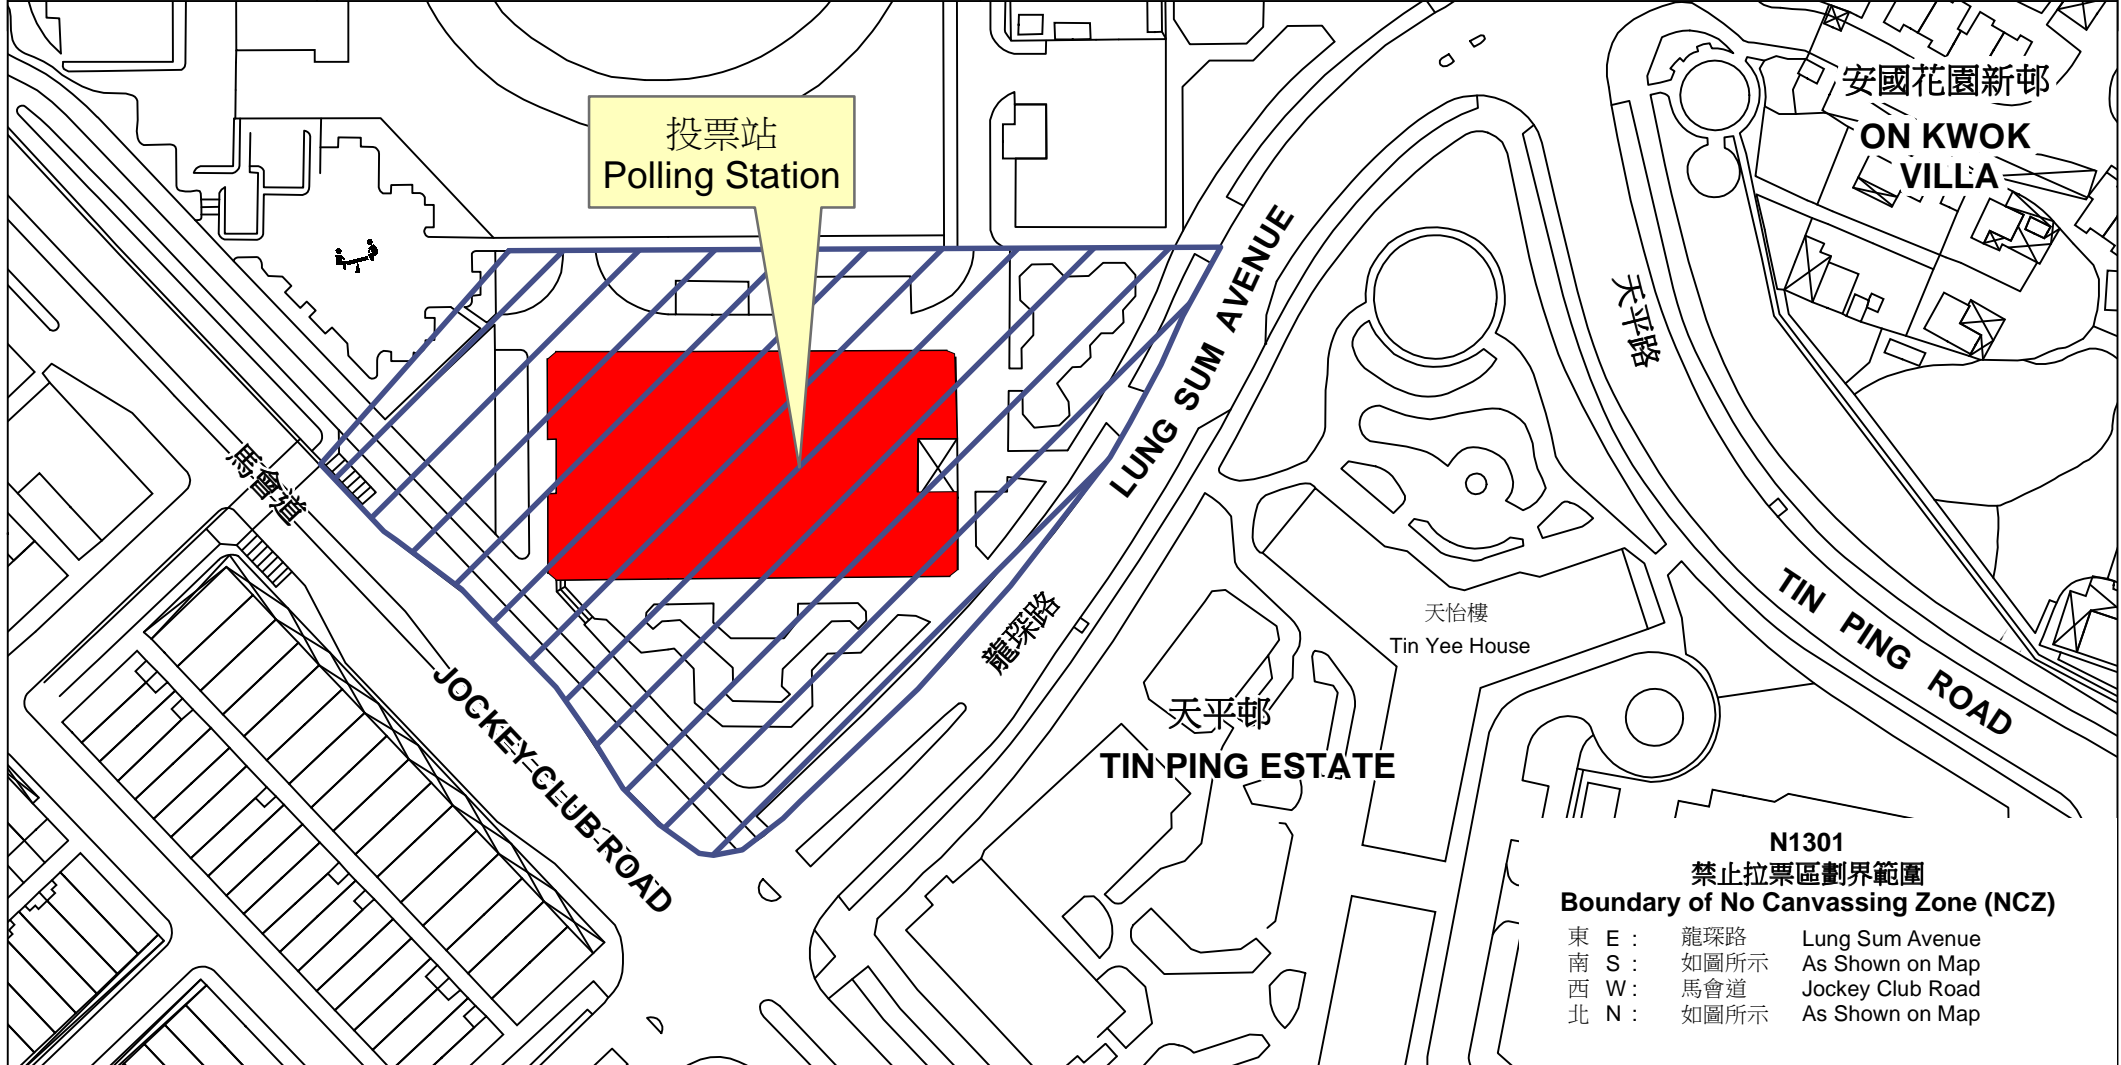 投票站
Polling Station
安國花園新邨
ON KWOK
VILLA
LUNG SUM AVENUE
天平路
馬會道
龍琛路
天怡樓
Tin Yee House
TIN PING ROAD
JOCKEY CLUB ROAD
天平邨
TIN PING ESTATE
N1301
禁止拉票區劃界範圍
Boundary of No Canvassing Zone (NCZ)
東 E : 龍琛路 Lung Sum Avenue
南 S : 如圖所示 As Shown on Map
西 W : 馬會道 Jockey Club Road
北 N : 如圖所示 As Shown on Map